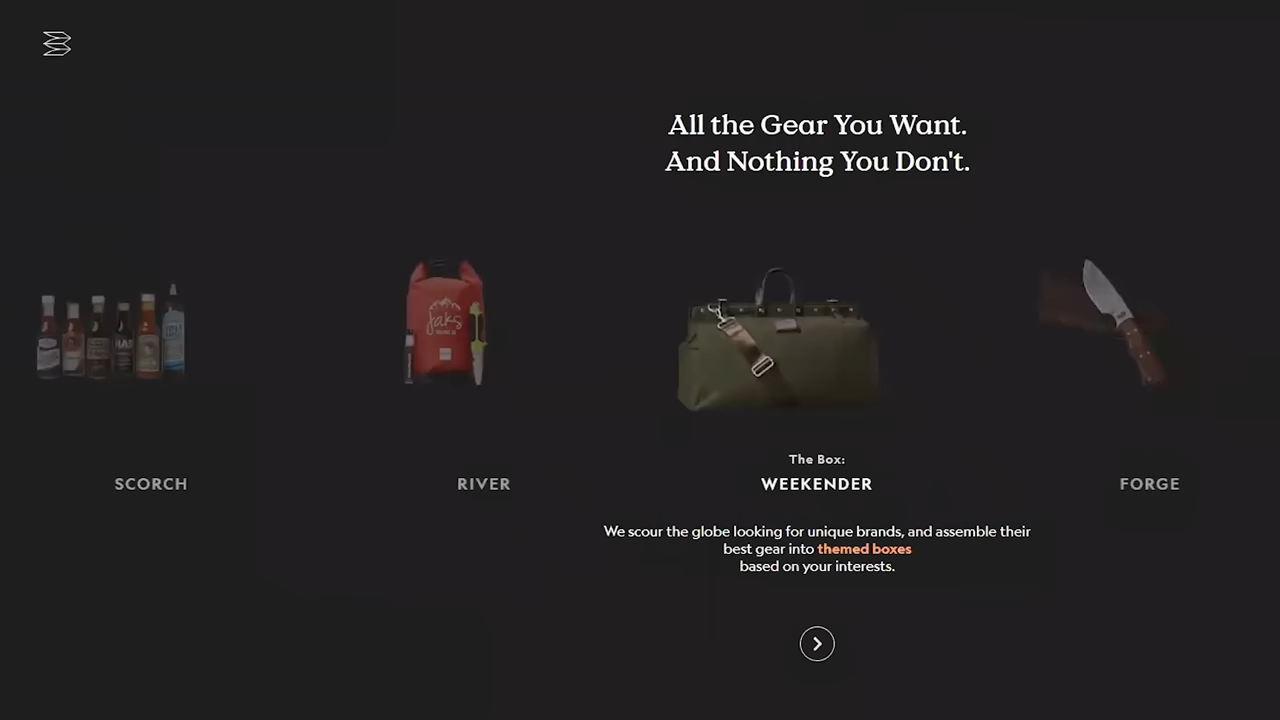 All the Gear You Want.
And Nothing You Don't.
jaks
The Box:
SCORCH
RIVER
WEEKENDER
FORGE
We scour the globe looking for unique brands, and assemble their
best gear into themed boxes
based on your interests.